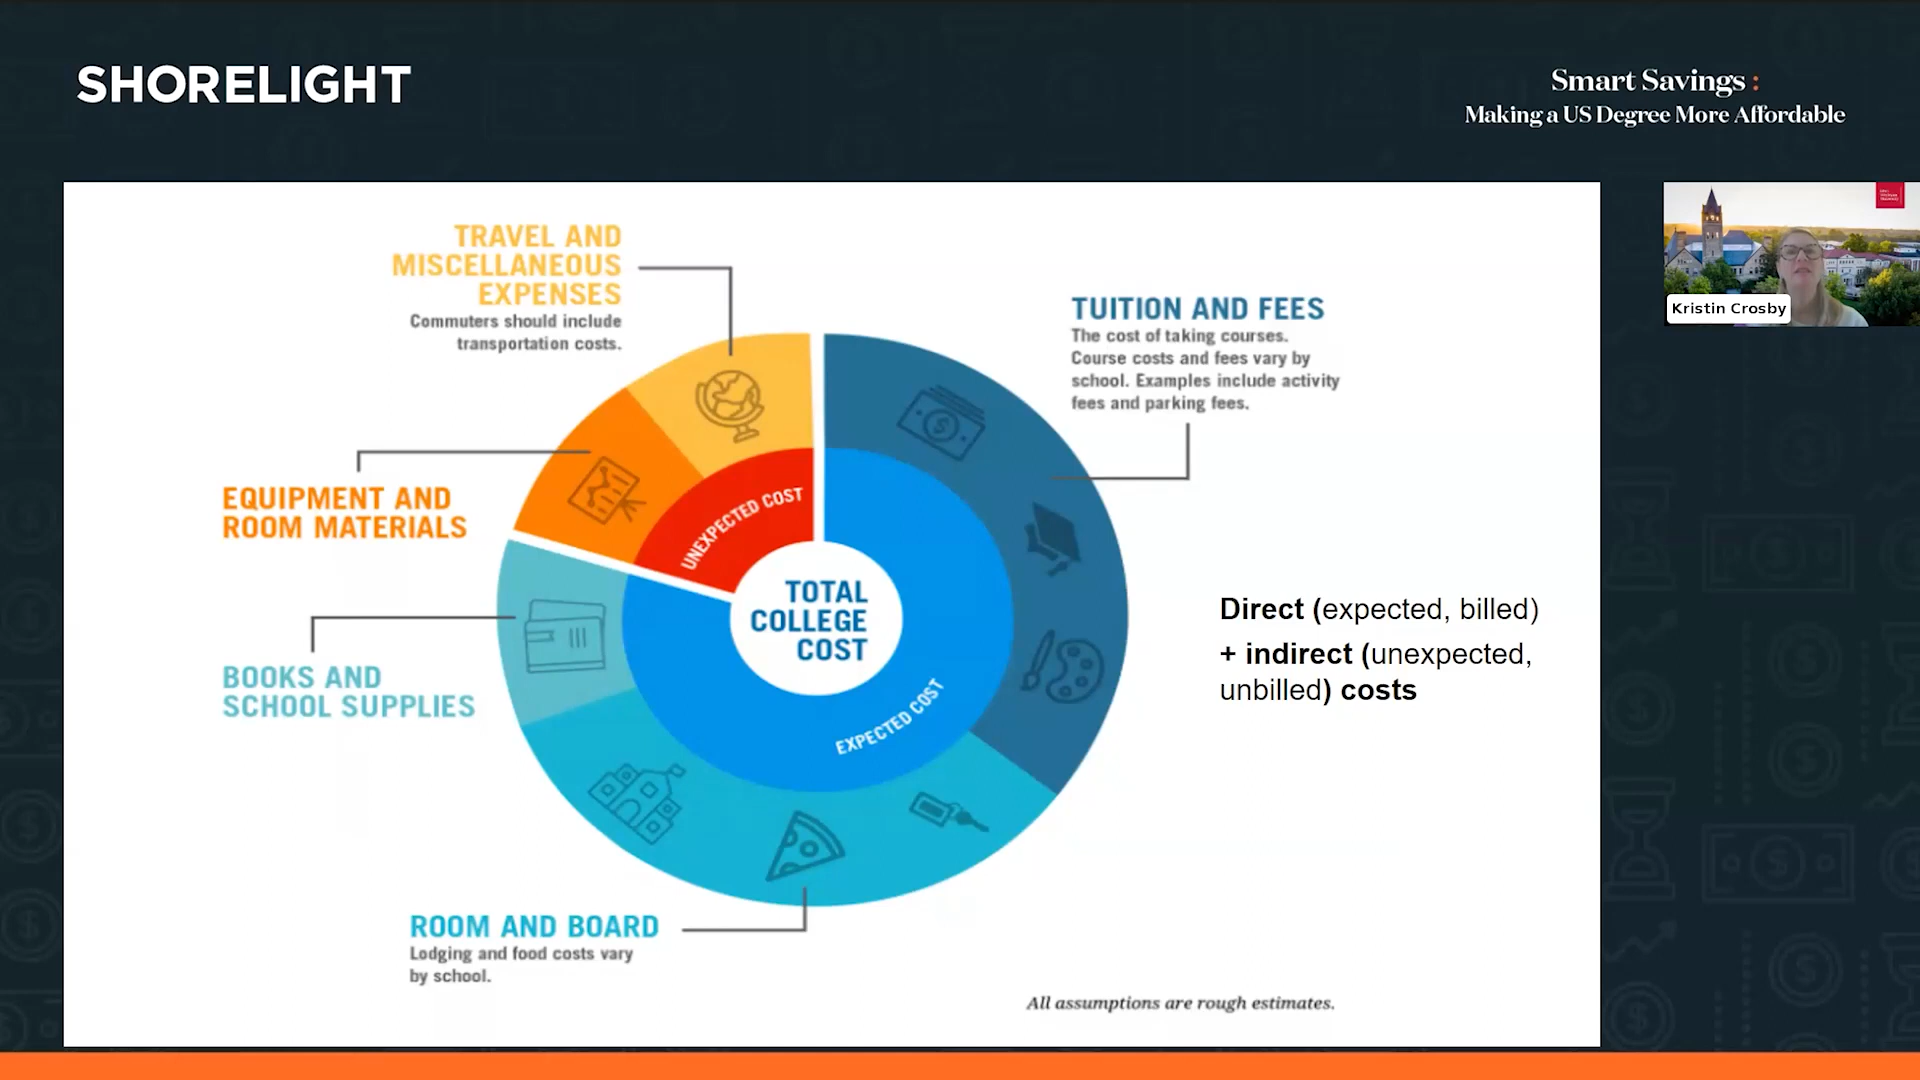 SHORELIGHT
Smart Savings :
Making a US Degree More Affordable
Kristin Crosby
TRAVEL AND
MISCELLANEOUS
EXPENSES
Commuters should include
transportation costs.
TUITION AND FEES
The cost of taking courses.
Course costs and fees vary by
school. Examples include activity
fees and parking fees.
EQUIPMENT AND
ROOM MATERIALS
UNEXPECTED COST
TOTAL
COLLEGE
COST
EXPECTED COST
BOOKS AND
SCHOOL SUPPLIES
Direct (expected, billed)
+ indirect (unexpected,
unbilled) costs
ROOM AND BOARD
Lodging and food costs vary
by school.
All assumptions are rough estimates.